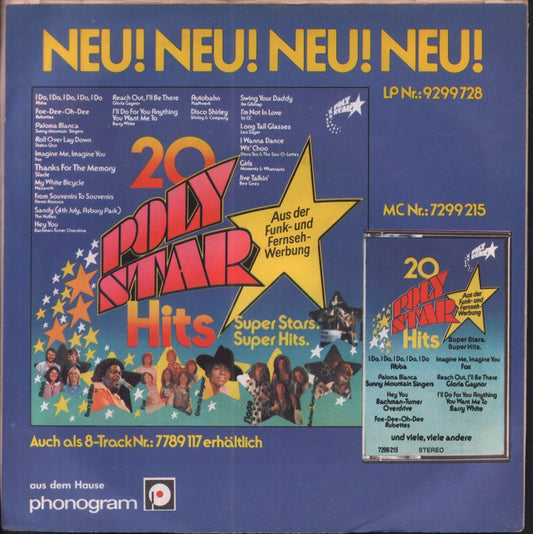 NEU! NEU! NEU! NEU!
I Do, I Do, I Do, I Do, I Do
Abba
Foe-Dee-Oh-Dee
Rubettes
Paloma Blanca
Sunny Mountain Singers
Roll Over Lay Down
Status Quo
Imagine Me, Imagine You
Fox
Thanks For The Memory
Slade
My White Bicycle
Nazareth
From Souvenirs To Souvenirs
Demis Roussos
Sandy (4th July, Asbury Park)
The Hollies
Hey You
Bachman-Turner Overdrive
Reach Out, I'll Be There
Gloria Gaynor
I'll Do For You Anything
You Want Me To
Barry White
Autobahn
Kraftwerk
Disco Shirley
Shirley & Company
Swing Your Daddy
Jim Gilstrap
I'm Not In Love
10 CC
Long Tall Glasses
Leo Sayer
I Wanna Dance
Wit' Choo
Disco Tex & The Sex-O-Lettes
Girls
Moments & Whatnauts
Jive Talkin'
Bee Gees
POLY
STAR
20
POLY
STAR
Hits
Aus der
Funk- und
Fernseh-
Werbung
Super Stars.
Super Hits.
Abba
Barry White
Gloria Gaynor
Slade
Auch als 8-Track Nr.: 7789 117 erhältlich
aus dem Hause
phonogram
LP Nr.: 9299 728
MC Nr.: 7299 215
POLY
STAR
20
POLY
STAR
Hits
Aus der
Funk- und
Fernseh-
Werbung
Super Stars.
Super Hits.
I Do, I Do, I Do, I Do, I Do
Abba
Paloma Blanca
Sunny Mountain Singers
Hey You
Bachman-Turner
Overdrive
Foe-Dee-Oh-Dee
Rubettes
Imagine Me, Imagine You
Fox
Reach Out, I'll Be There
Gloria Gaynor
I'll Do For You Anything
You Want Me To
Barry White
und viele, viele andere
7299 215 STEREO